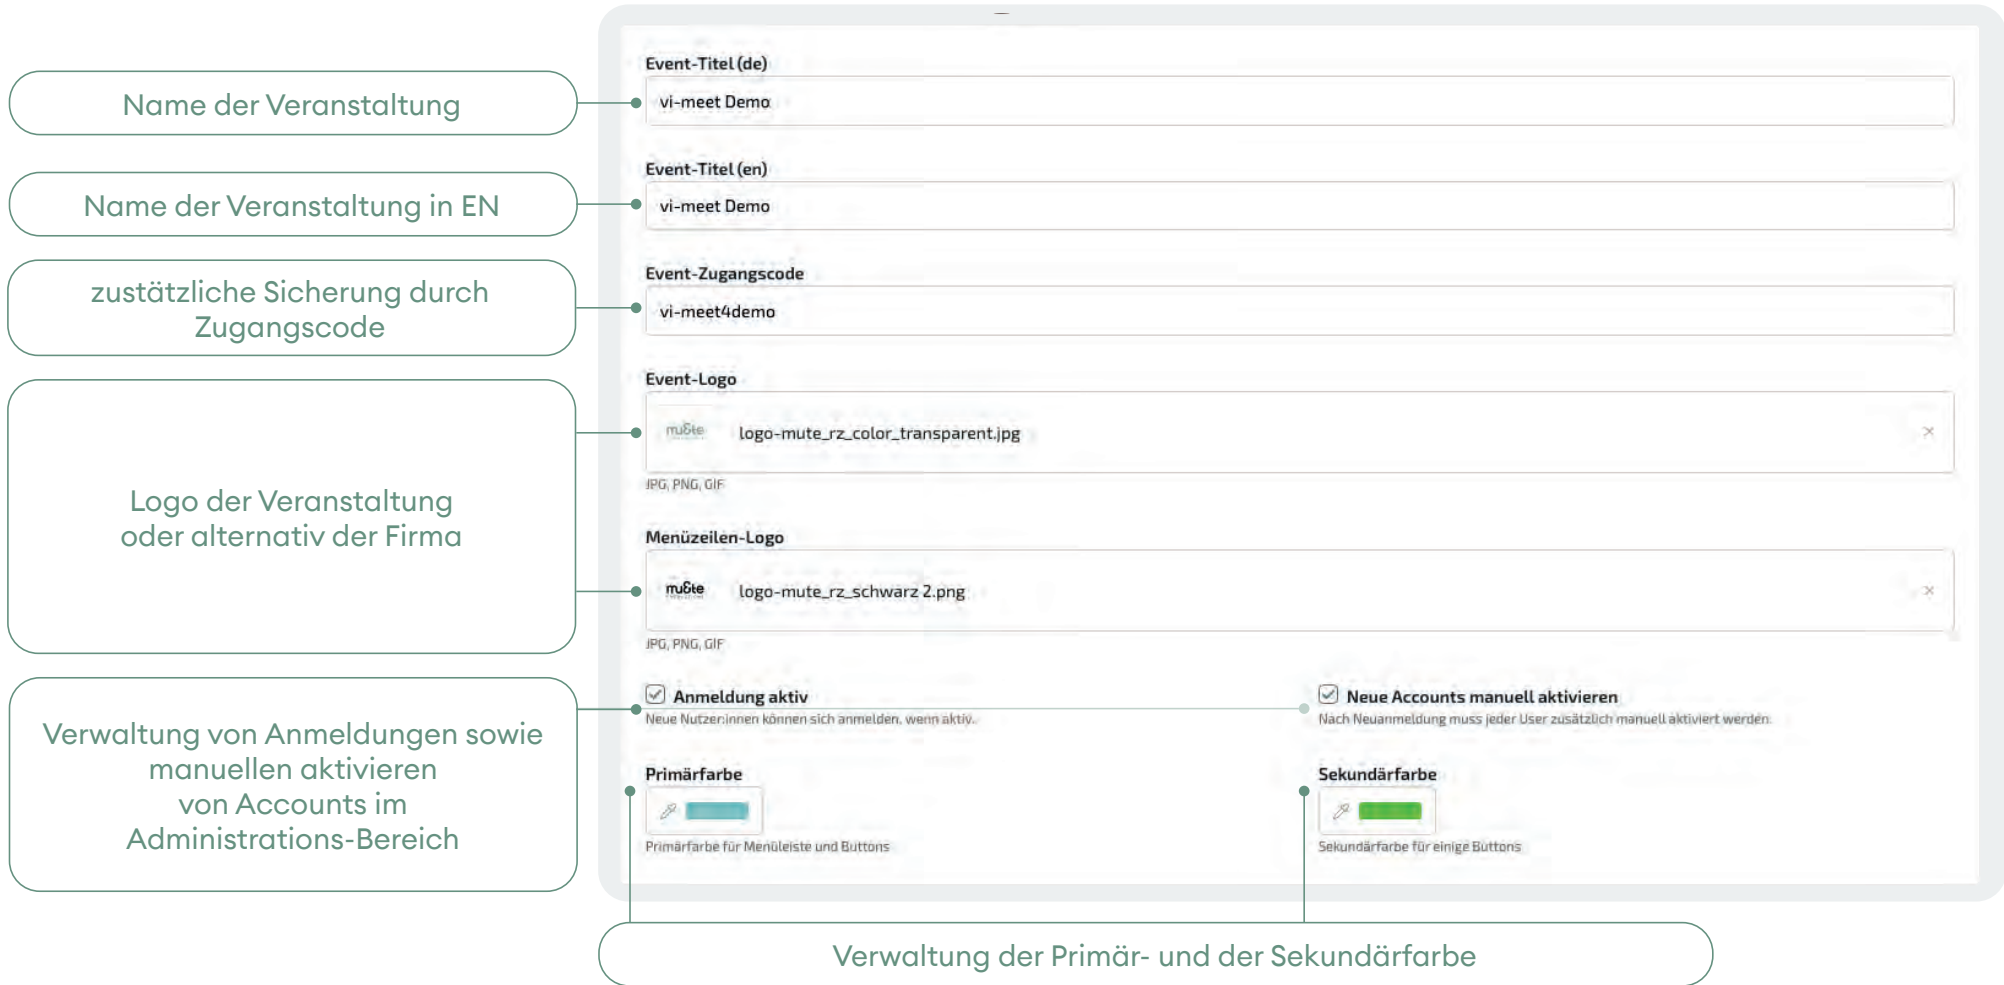 Name der Veranstaltung
Name der Veranstaltung in EN
zustätzliche Sicherung durch
Zugangscode
Logo der Veranstaltung
oder alternativ der Firma
Verwaltung von Anmeldungen sowie
manuellen aktivieren
von Accounts im
Administrations-Bereich
Event-Titel (de)
vi-meet Demo
Event-Titel (en)
vi-meet Demo
Event-Zugangscode
vi-meet4demo
Event-Logo
mu&te logo-mute_rz_color_transparent.jpg
JPG, PNG, GIF
Menüzeilen-Logo
mu&te logo-mute_rz_schwarz 2.png
JPG, PNG, GIF
Anmeldung aktiv
Neue Nutzer:innen können sich anmelden, wenn aktiv.
Neue Accounts manuell aktivieren
Nach Neuanmeldung muss jeder User zusätzlich manuell aktiviert werden.
Primärfarbe
Primärfarbe für Menüleiste und Buttons
Sekundärfarbe
Sekundärfarbe für einige Buttons
Verwaltung der Primär- und der Sekundärfarbe